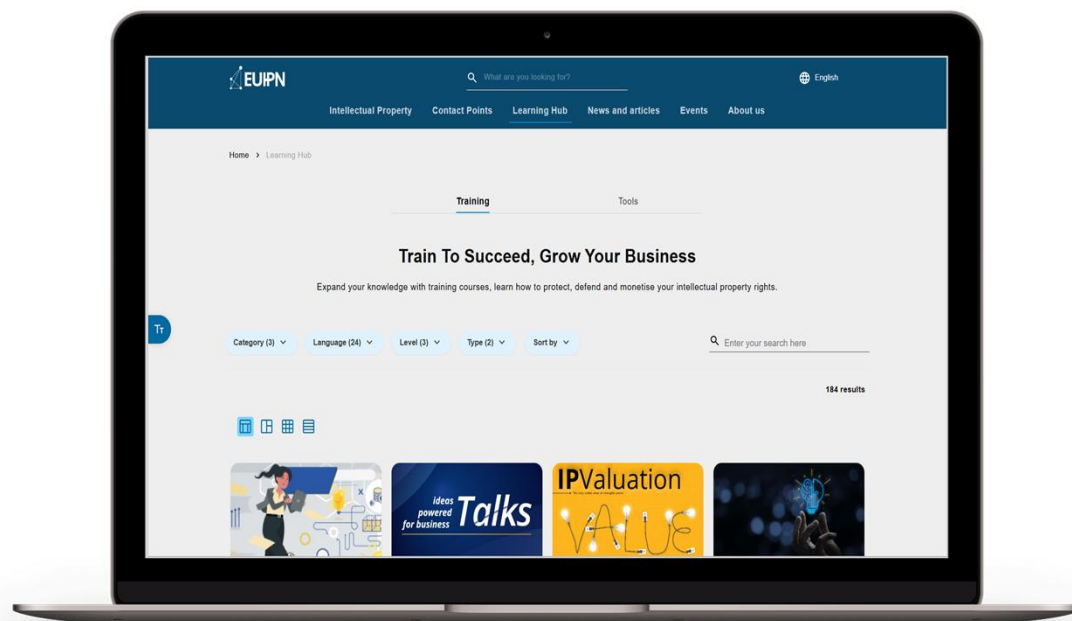 EUIPN
What are you looking for?
English
Intellectual Property Contact Points Learning Hub News and articles Events About us
Home > Learning Hub
Training Tools
Train To Succeed, Grow Your Business
Expand your knowledge with training courses, learn how to protect, defend and monetise your intellectual property rights.
TT
Category (3) Language (24) Level (3) Type (2) Sort by
Enter your search here
184 results
ideas
powered
for business
Talks
IPValuation
VALUE